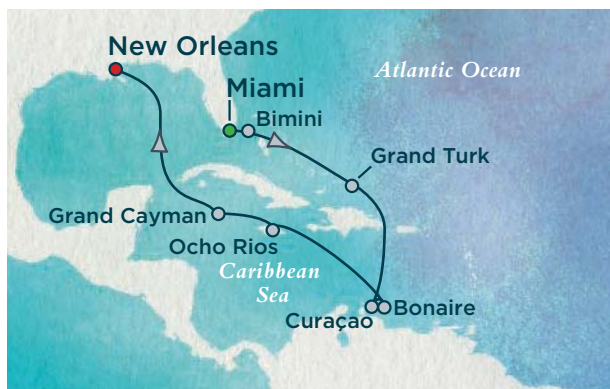 New Orleans
Atlantic Ocean
Miami
Bimini
Grand Turk
Grand Cayman
Ocho Rios
Caribbean
Sea
Curaçao
Bonaire